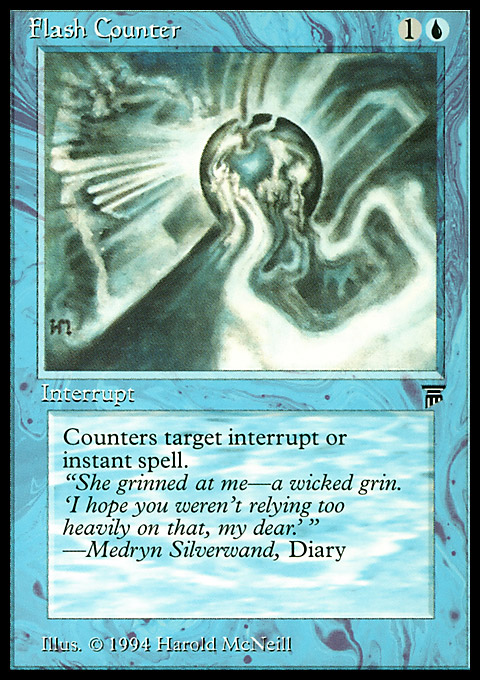 Flash Counter 1
HM
Interrupt
Counters target interrupt or
instant spell.
“She grinned at me—a wicked grin.
‘I hope you weren’t relying too
heavily on that, my dear.’ ”
—Medryn Silverwand, Diary
Illus. © 1994 Harold McNeill